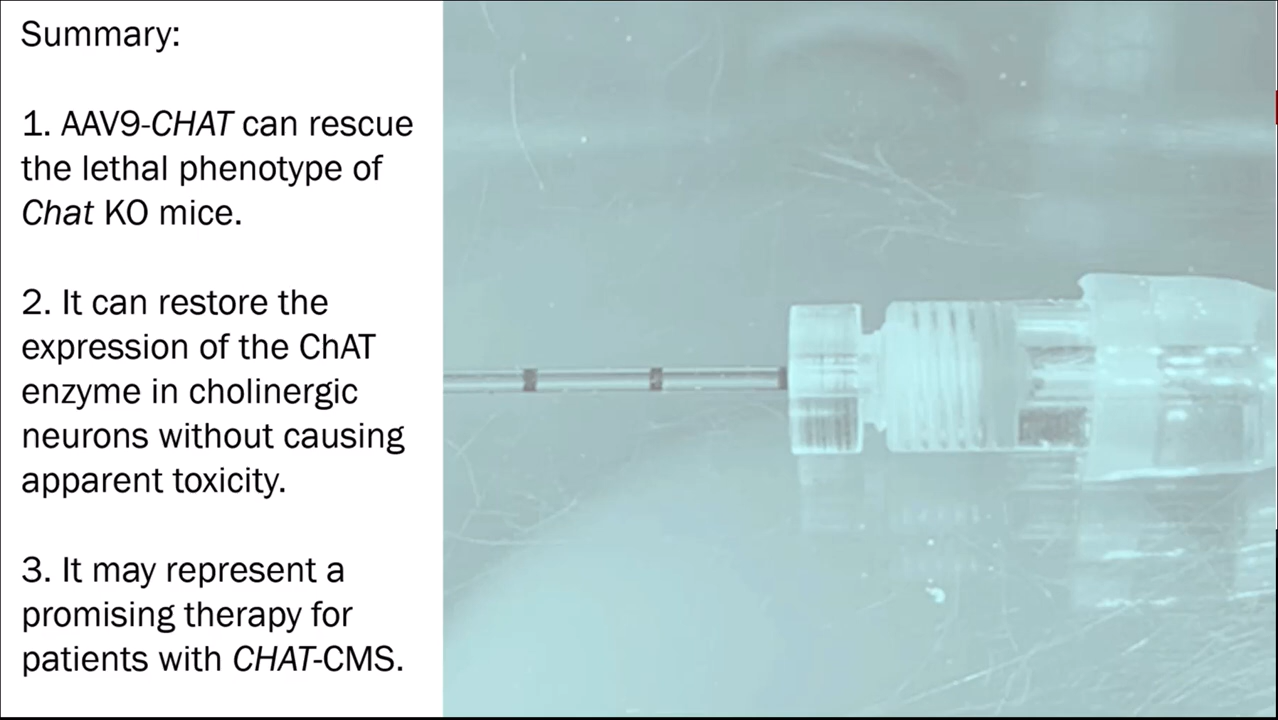 Summary:
1. AAV9-CHAT can rescue
the lethal phenotype of
Chat KO mice.
2. It can restore the
expression of the ChAT
enzyme in cholinergic
neurons without causing
apparent toxicity.
3. It may represent a
promising therapy for
patients with CHAT-CMS.